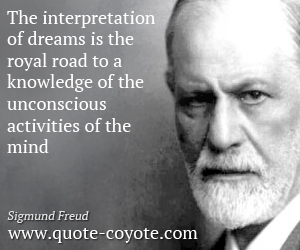 The interpretation
of dreams is the
royal road to a
knowledge of the
unconscious
activities of the
mind
Sigmund Freud
www.quote-coyote.com